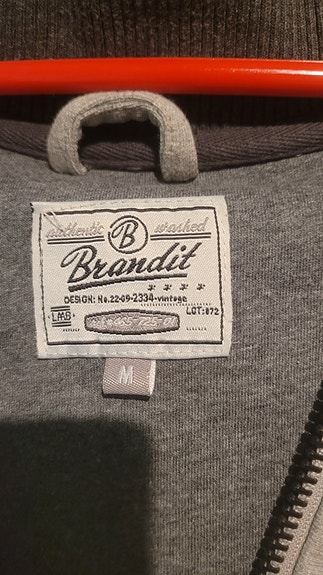 authentic B washed
Brandit
DESIGN: No.22-09-2334-vintage
LOT:872
M